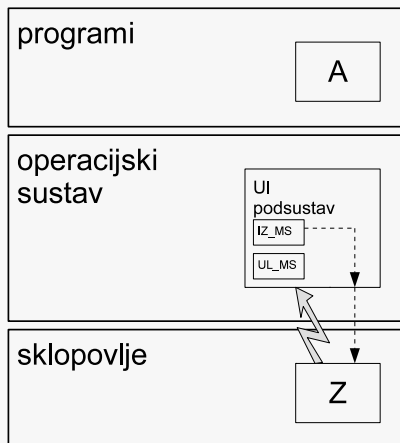 programi
A
operacijski
sustav
UI
podsustav
IZ_MS
UL_MS
sklopovlje
Z